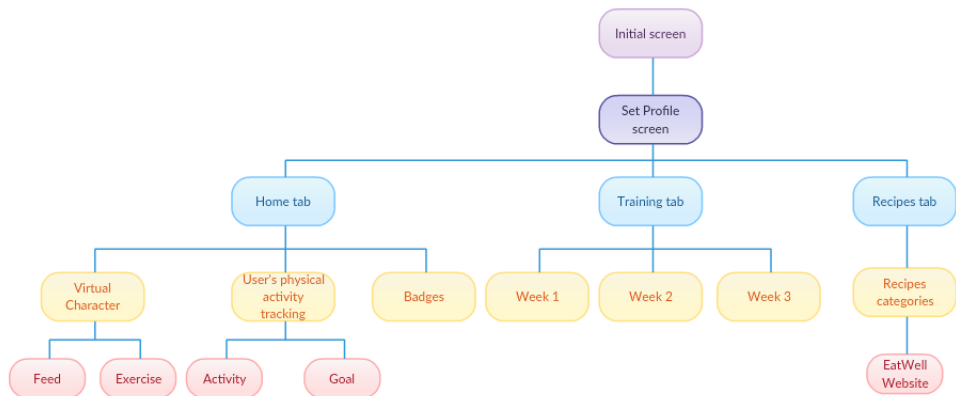 Initial screen
Set Profile
screen
Home tab
Training tab
Recipes tab
Virtual
Character
User's physical
activity
tracking
Badges
Week 1
Week 2
Week 3
Recipes
categories
Feed
Exercise
Activity
Goal
EatWell
Website